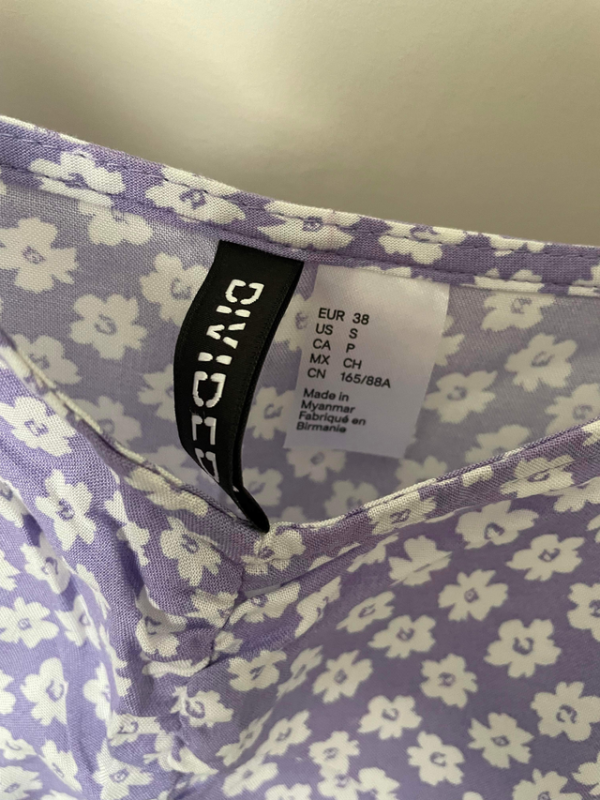 DIVIDED
EUR 38
US S
CA P
MX CH
CN 165/88A
Made in
Myanmar
Fabriqué en
Birmanie